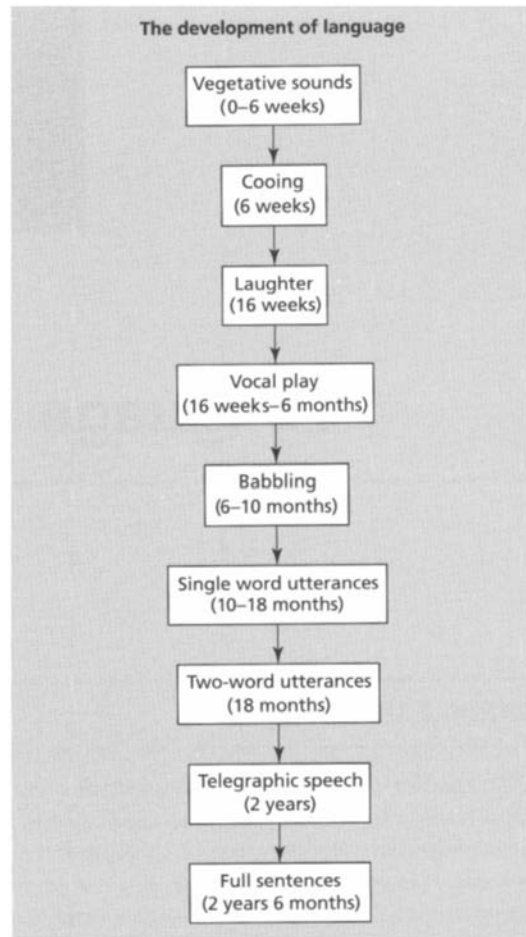 The development of language
Vegetative sounds
(0–6 weeks)
Cooing
(6 weeks)
Laughter
(16 weeks)
Vocal play
(16 weeks–6 months)
Babbling
(6–10 months)
Single word utterances
(10–18 months)
Two-word utterances
(18 months)
Telegraphic speech
(2 years)
Full sentences
(2 years 6 months)